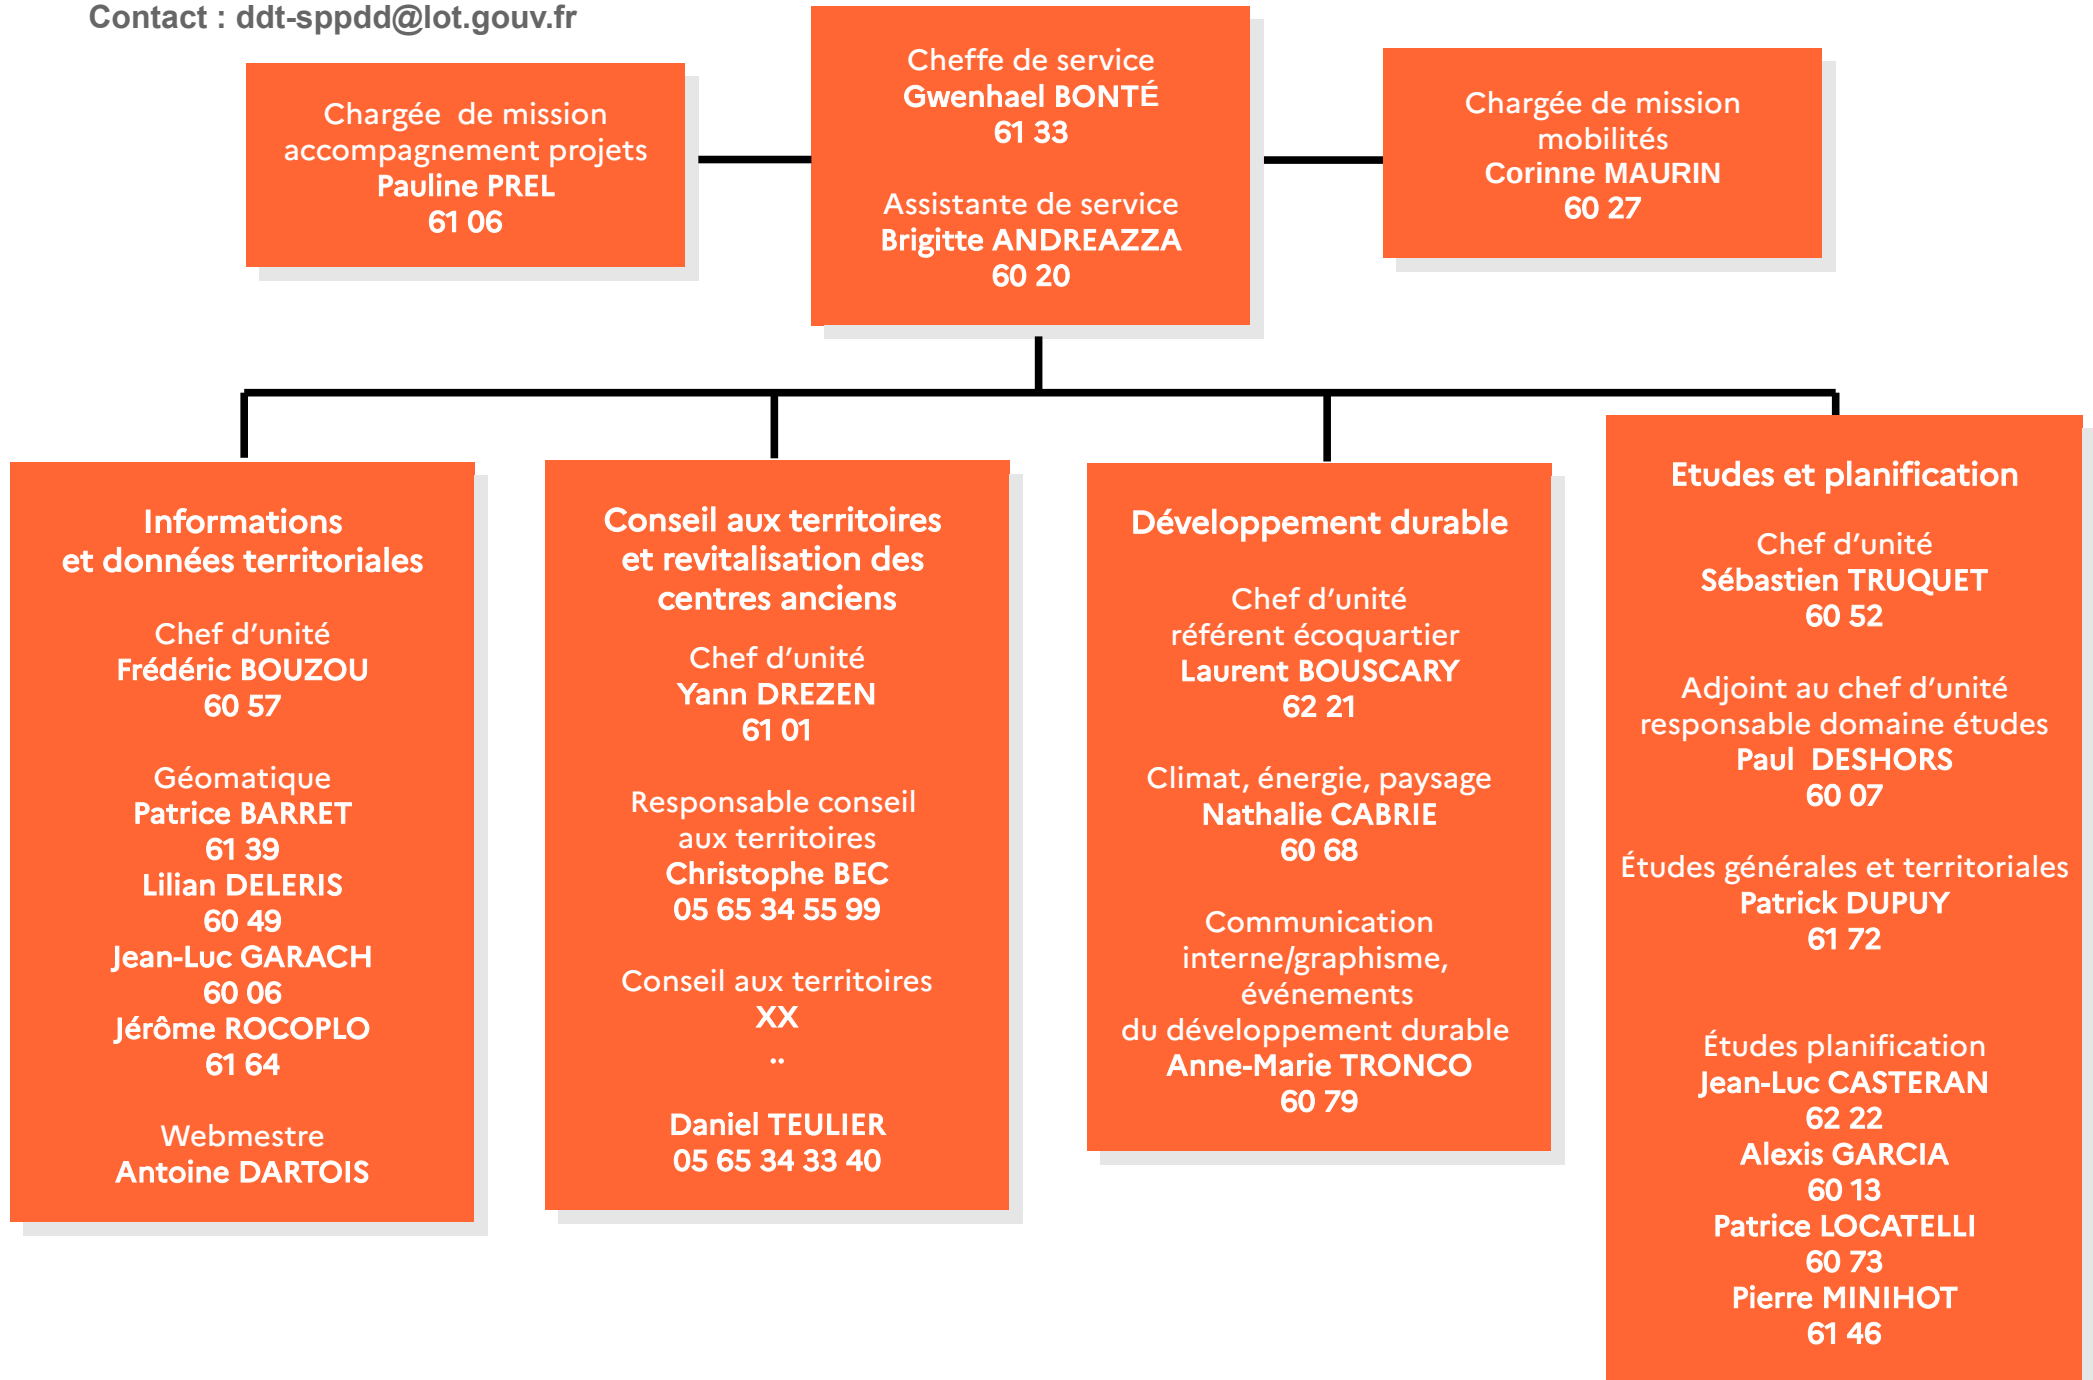 Contact : ddt-sppdd@lot.gouv.fr
Chargée  de mission
accompagnement projets
Pauline PREL
61 06
Cheffe de service
Gwenhael BONTÉ
61 33
Assistante de service
Brigitte ANDREAZZA
60 20
Chargée de mission
mobilités
Corinne MAURIN
60 27
Informations
et données territoriales
Chef d’unité
Frédéric BOUZOU
60 57
Géomatique
Patrice BARRET
61 39
Lilian DELERIS
60 49
Jean-Luc GARACH
60 06
Jérôme ROCOPLO
61 64
Webmestre
Antoine DARTOIS
Conseil aux territoires
et revitalisation des
centres anciens
Chef d’unité
Yann DREZEN
61 01
Responsable conseil
aux territoires
Christophe BEC
05 65 34 55 99
Conseil aux territoires
XX
..
Daniel TEULIER
05 65 34 33 40
Développement durable
Chef d’unité
référent écoquartier
Laurent BOUSCARY
62 21
Climat, énergie, paysage
Nathalie CABRIE
60 68
Communication
interne/graphisme,
événements
du développement durable
Anne-Marie TRONCO
60 79
Etudes et planification
Chef d’unité
Sébastien TRUQUET
60 52
Adjoint au chef d’unité
responsable domaine études
Paul  DESHORS
60 07
Études générales et territoriales
Patrick DUPUY
61 72
Études planification
Jean-Luc CASTERAN
62 22
Alexis GARCIA
60 13
Patrice LOCATELLI
60 73
Pierre MINIHOT
61 46